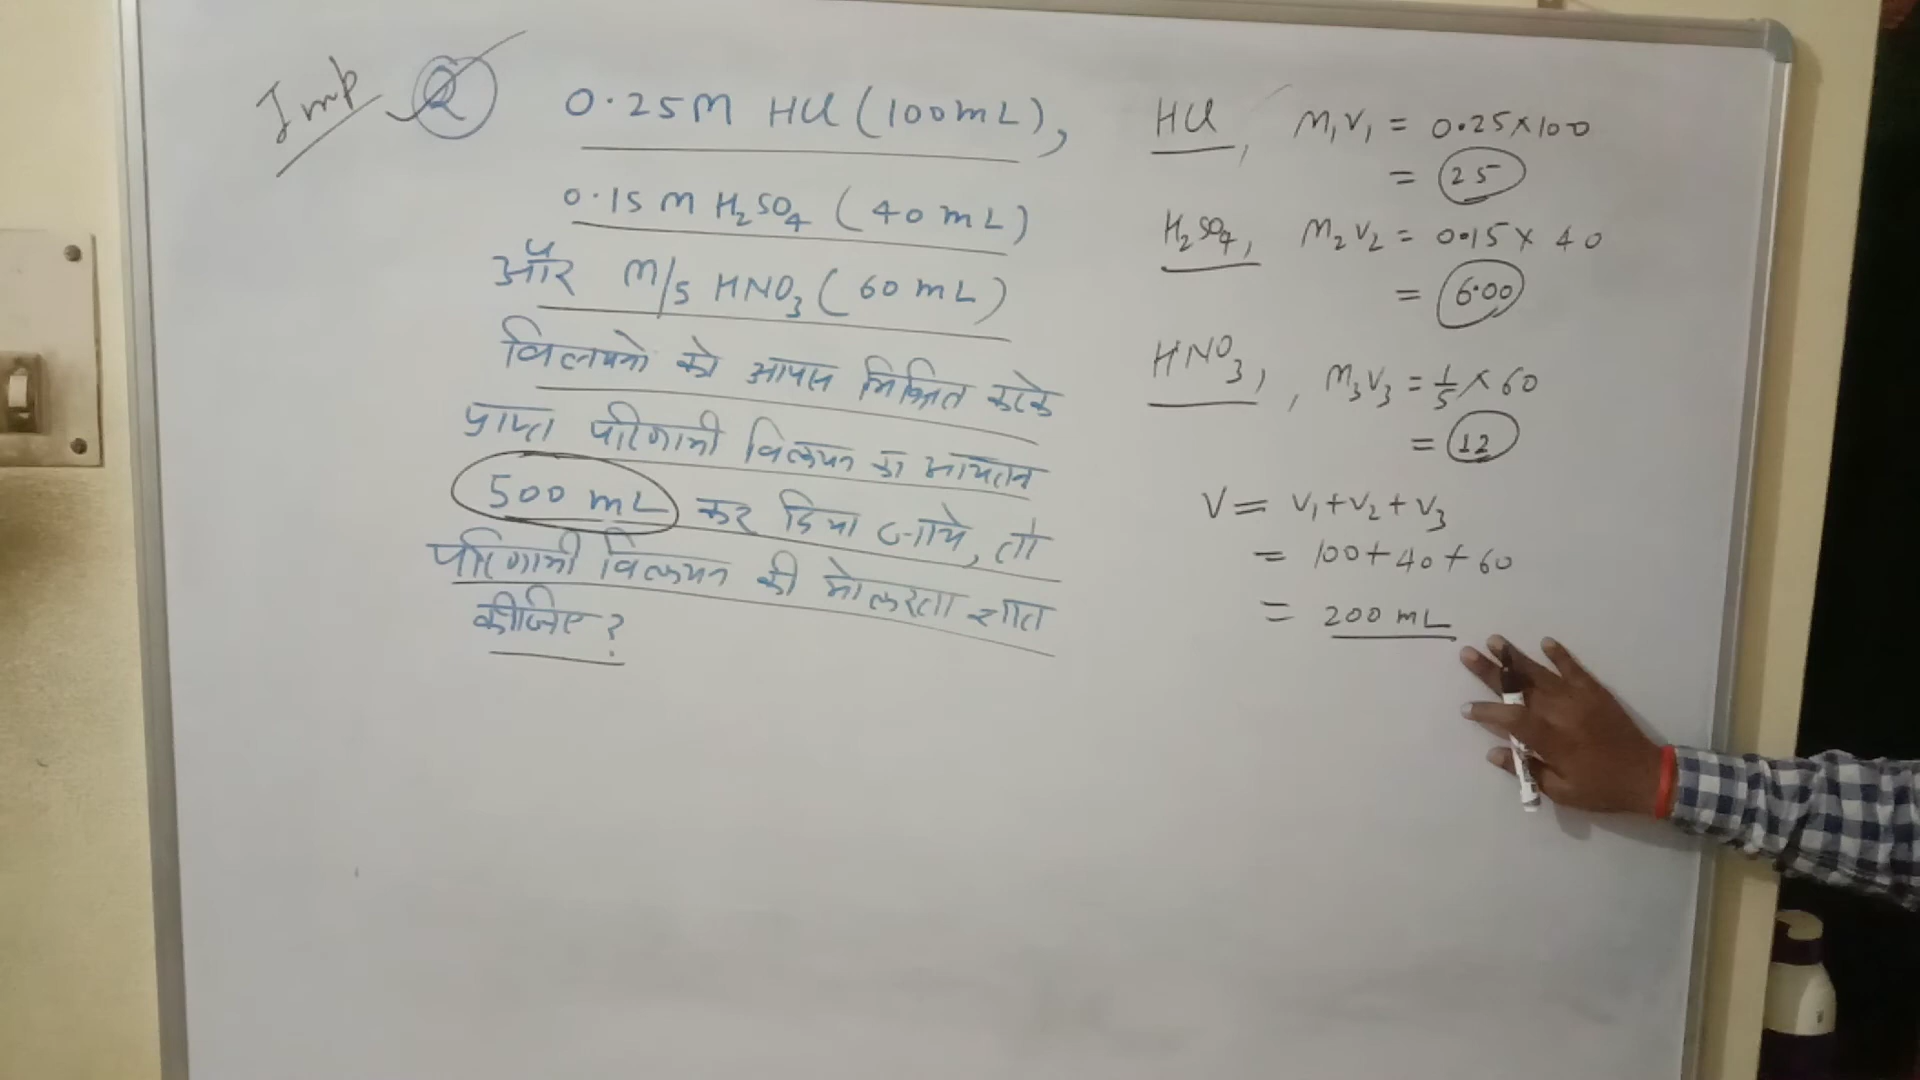 Imp Q 0.25M HCl (100mL),
0.15 M H₂SO₄ (40 mL)
और M/5 HNO₃ (60 mL)
विलयनो को आपस मिश्रित करके
प्राप्त परिणामी विलयन का आयतन
500 mL कर दिया जाये, तो
परिणामी विलयन की मोलरता ज्ञात
कीजिए?
HCl, M₁V₁ = 0.25×100
= 25
H₂SO₄, M₂V₂ = 0.15 × 40
= 6.00
HNO₃, , M₃V₃ = 1/5 × 60
= 12
V = V₁+V₂+V₃
= 100+40+60
= 200 mL